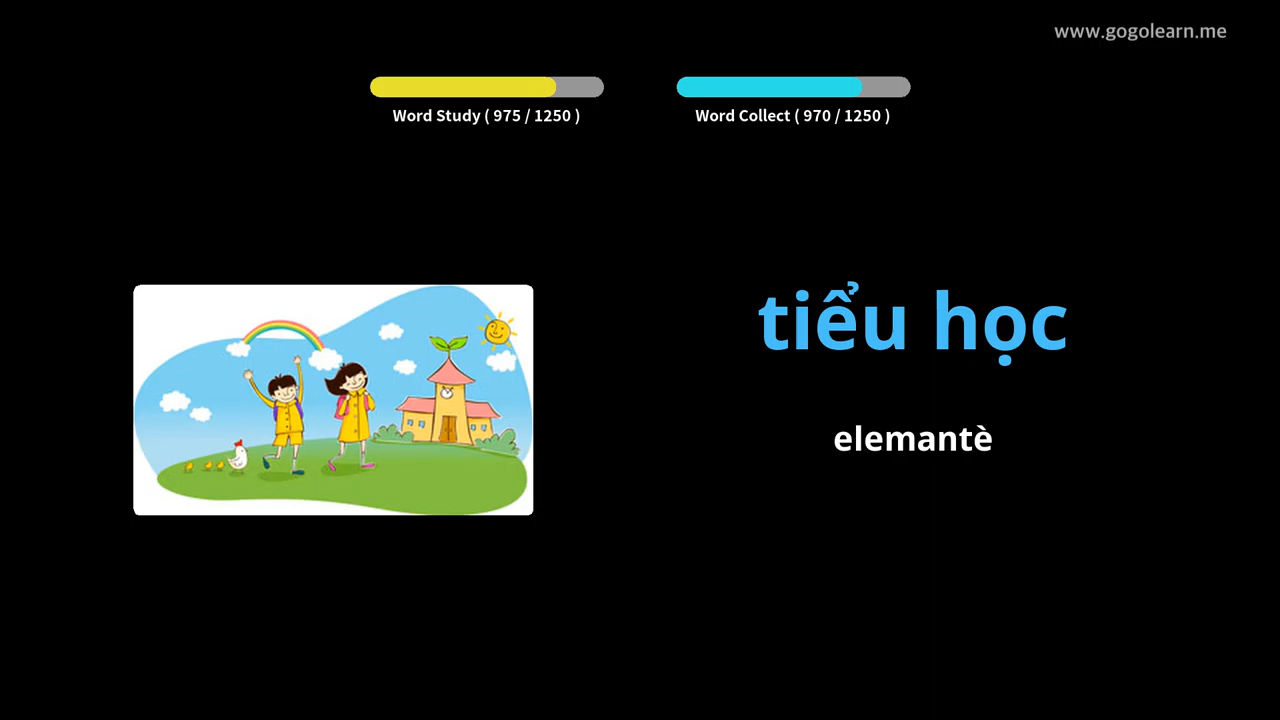 www.gogolearn.me
Word Study ( 975 / 1250 )
Word Collect ( 970 / 1250 )
tiểu học
elemantè